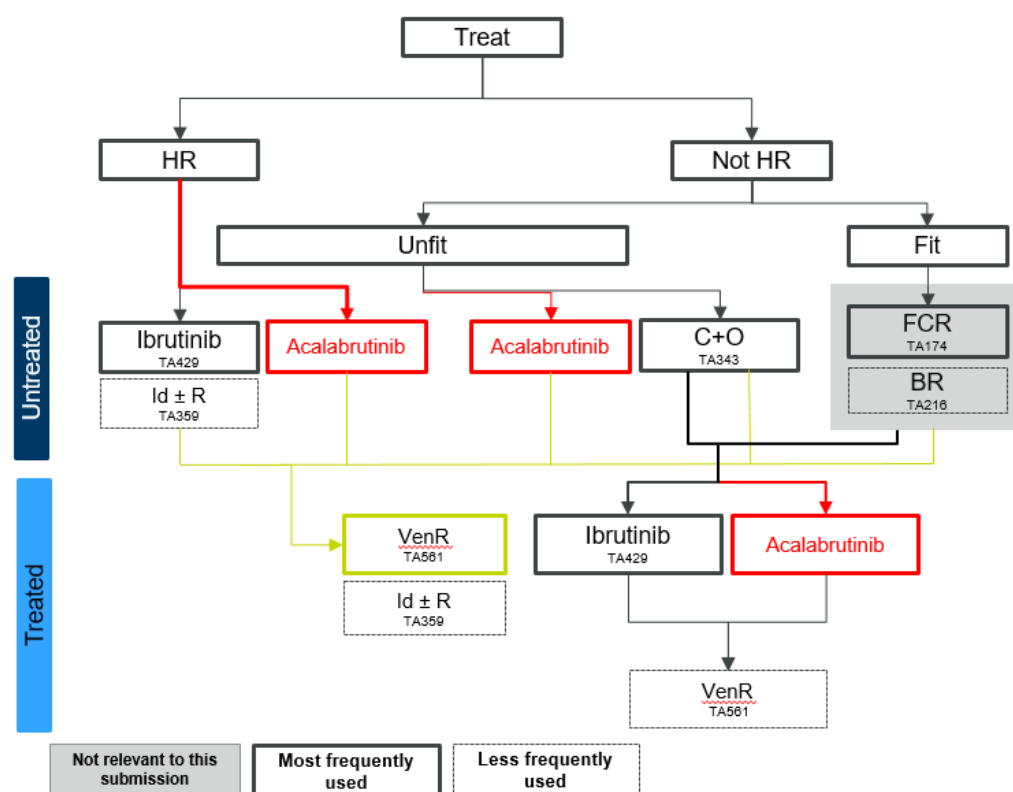 Treat
HR
Not HR
Unfit
Fit
Untreated
Ibrutinib
TA429
Id ± R
TA359
Acalabrutinib
Acalabrutinib
C+O
TA343
FCR
TA174
BR
TA216
Treated
VenR
TA561
Id ± R
TA359
Ibrutinib
TA429
Acalabrutinib
VenR
TA561
Not relevant to this
submission
Most frequently
used
Less frequently
used